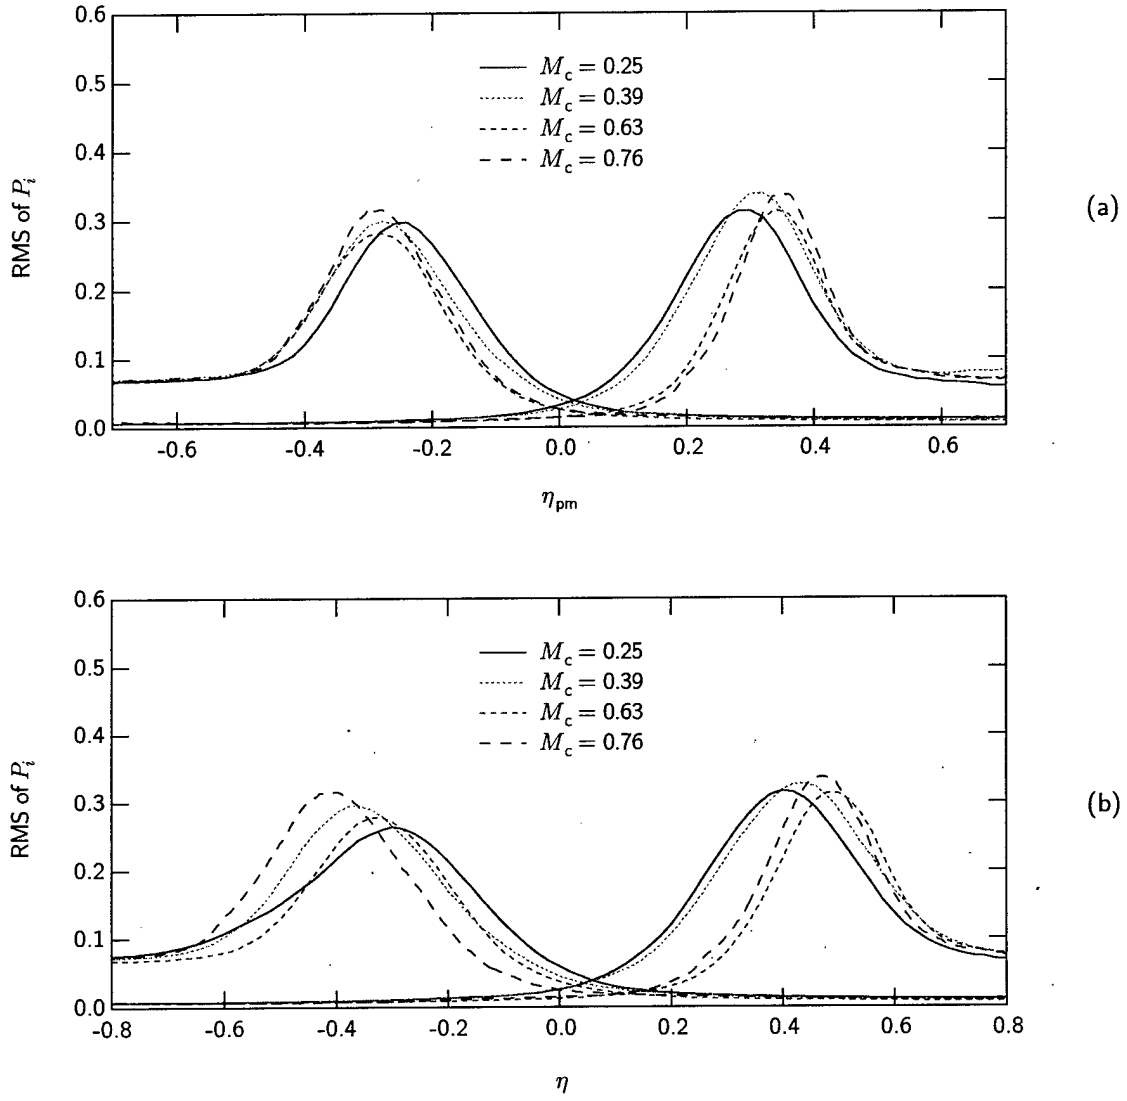 0.6
0.5
0.4
0.3
0.2
0.1
0.0
RMS of P_i
M_c = 0.25
M_c = 0.39
M_c = 0.63
M_c = 0.76
(a)
-0.6 -0.4 -0.2 0.0 0.2 0.4 0.6
η_pm
0.6
0.5
0.4
0.3
0.2
0.1
0.0
RMS of P_i
M_c = 0.25
M_c = 0.39
M_c = 0.63
M_c = 0.76
(b)
-0.8 -0.6 -0.4 -0.2 0.0 0.2 0.4 0.6 0.8
η